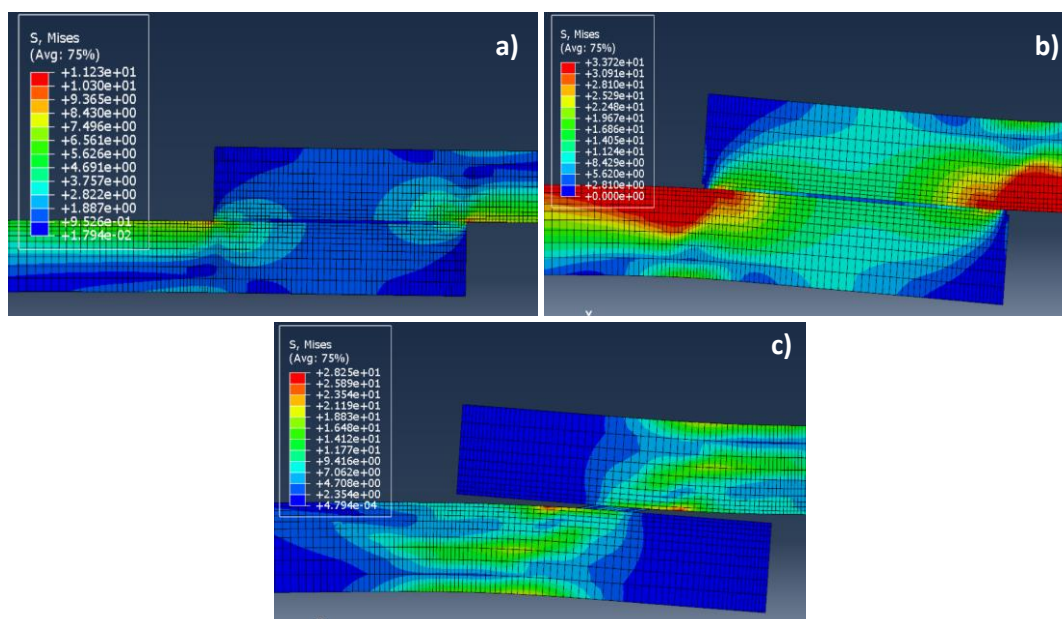 S, Mises
(Avg: 75%)
+1.123e+01
+1.030e+01
+9.365e+00
+8.430e+00
+7.496e+00
+6.561e+00
+5.626e+00
+4.691e+00
+3.757e+00
+2.822e+00
+1.887e+00
+9.526e-01
+1.794e-02
a)
S, Mises
(Avg: 75%)
+3.372e+01
+3.091e+01
+2.810e+01
+2.529e+01
+2.248e+01
+1.967e+01
+1.686e+01
+1.405e+01
+1.124e+01
+8.429e+00
+5.620e+00
+2.810e+00
+0.000e+00
b)
S, Mises
(Avg: 75%)
+2.825e+01
+2.589e+01
+2.354e+01
+2.119e+01
+1.883e+01
+1.648e+01
+1.412e+01
+1.177e+01
+9.416e+00
+7.062e+00
+4.708e+00
+2.354e+00
+4.794e-04
c)